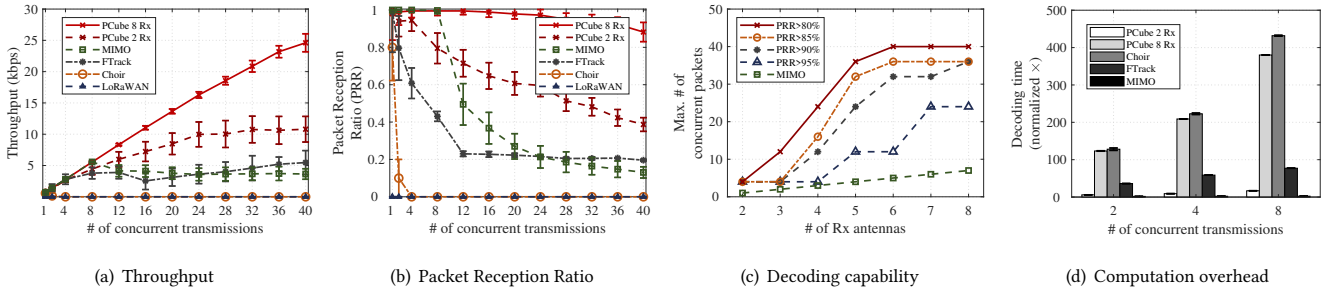 Throughput (kbps)
30
25
20
15
10
5
0
PCube 8 Rx
PCube 2 Rx
MIMO
FTrack
Choir
LoRaWAN
1 4 8 12 16 20 24 28 32 36 40
# of concurrent transmissions
(a) Throughput
Packet Reception
Ratio (PRR)
1
0.8
0.6
0.4
0.2
0
PCube 8 Rx
PCube 2 Rx
MIMO
FTrack
Choir
LoRaWAN
1 4 8 12 16 20 24 28 32 36 40
# of concurrent transmissions
(b) Packet Reception Ratio
Max. # of
concurrent packets
50
40
30
20
10
0
PRR>80%
PRR>85%
PRR>90%
PRR>95%
MIMO
2 3 4 5 6 7 8
# of Rx antennas
(c) Decoding capability
Decoding time
(normalized ×)
500
400
300
200
100
0
PCube 2 Rx
PCube 8 Rx
Choir
FTrack
MIMO
2 4 8
# of concurrent transmissions
(d) Computation overhead